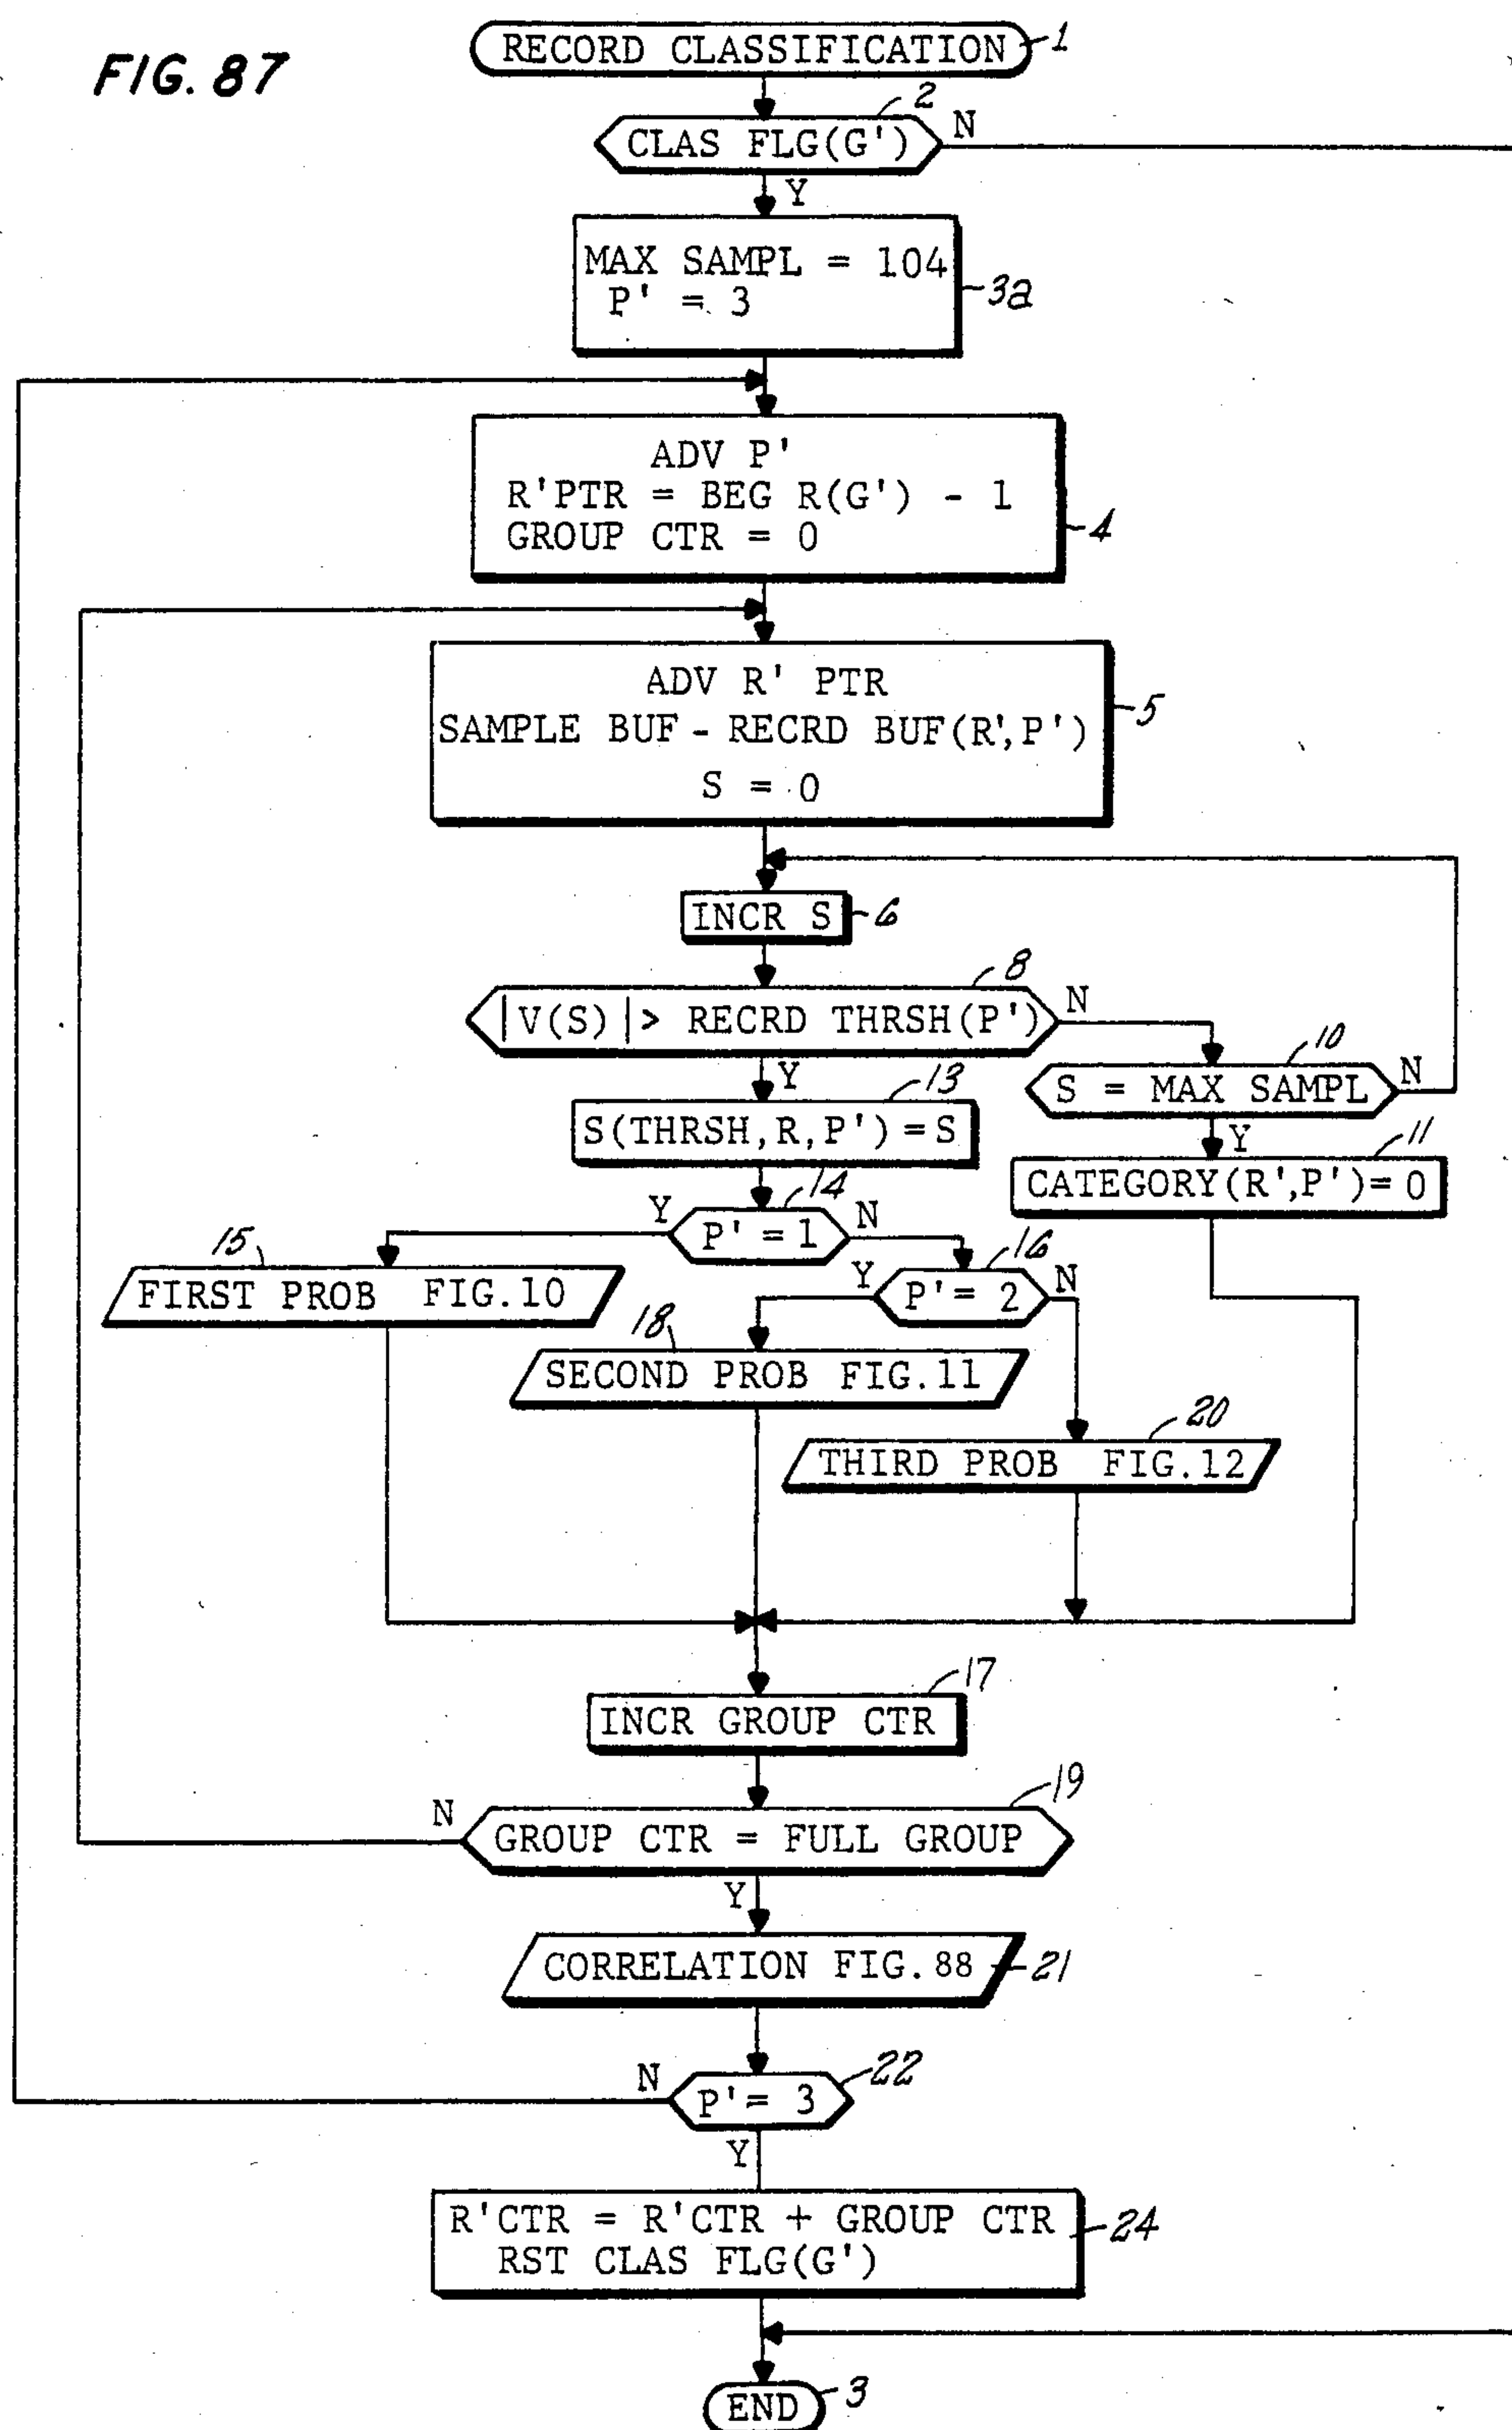 FIG. 87
RECORD CLASSIFICATION
1
2
CLAS FLG(G')
N
Y
MAX SAMPL = 104
P' = 3
3a
ADV P'
R'PTR = BEG R(G') - 1
GROUP CTR = 0
4
ADV R' PTR
SAMPLE BUF - RECRD BUF(R',P')
S = 0
5
INCR S
6
8
|V(S)| > RECRD THRSH(P')
N
Y
10
S = MAX SAMPL
N
Y
13
S(THRSH,R,P') = S
11
CATEGORY(R',P')= 0
14
Y
P' = 1
N
15
FIRST PROB FIG.10
16
Y
P' = 2
N
18
SECOND PROB FIG.11
20
THIRD PROB FIG.12
17
INCR GROUP CTR
19
N
GROUP CTR = FULL GROUP
Y
CORRELATION FIG.88
21
22
N
P' = 3
Y
R'CTR = R'CTR + GROUP CTR
RST CLAS FLG(G')
24
END
3